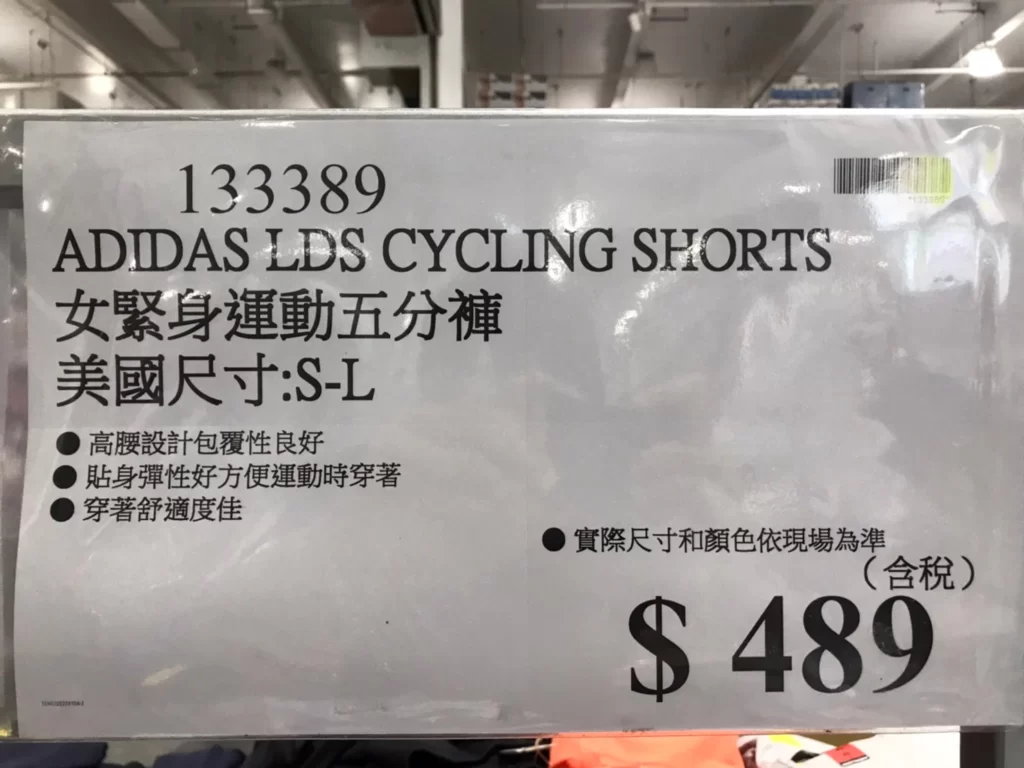 133389
*133389*
ADIDAS LDS CYCLING SHORTS
女緊身運動五分褲
美國尺寸:S-L
● 高腰設計包覆性良好
● 貼身彈性好方便運動時穿著
● 穿著舒適度佳
● 實際尺寸和顏色依現場為準
（含稅）
$ 489